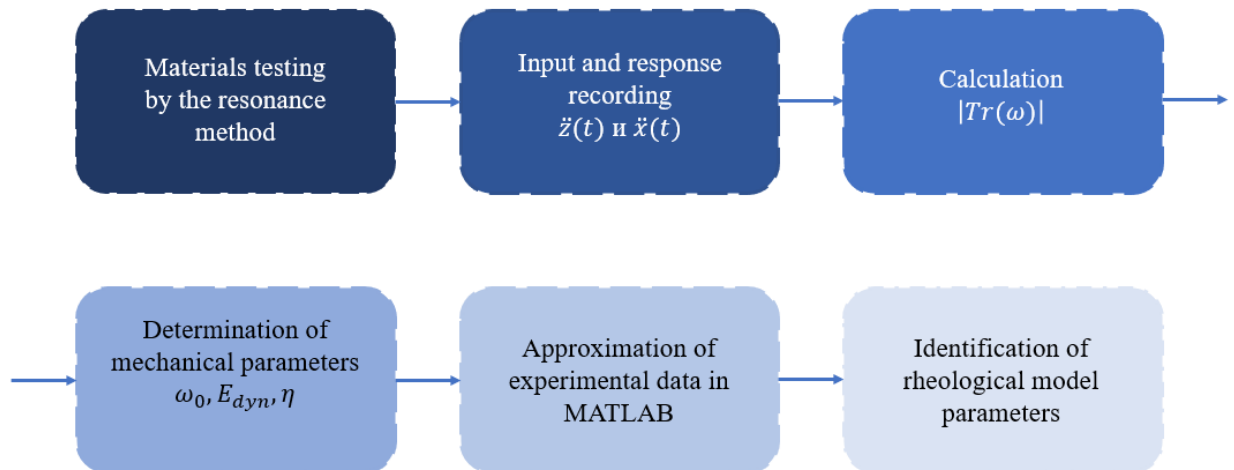 Materials testing
by the resonance
method
Input and response
recording
z̈(t) и ẍ(t)
Calculation
|Tr(ω)|
Determination of
mechanical parameters
ω₀, E_dyn, η
Approximation of
experimental data in
MATLAB
Identification of
rheological model
parameters